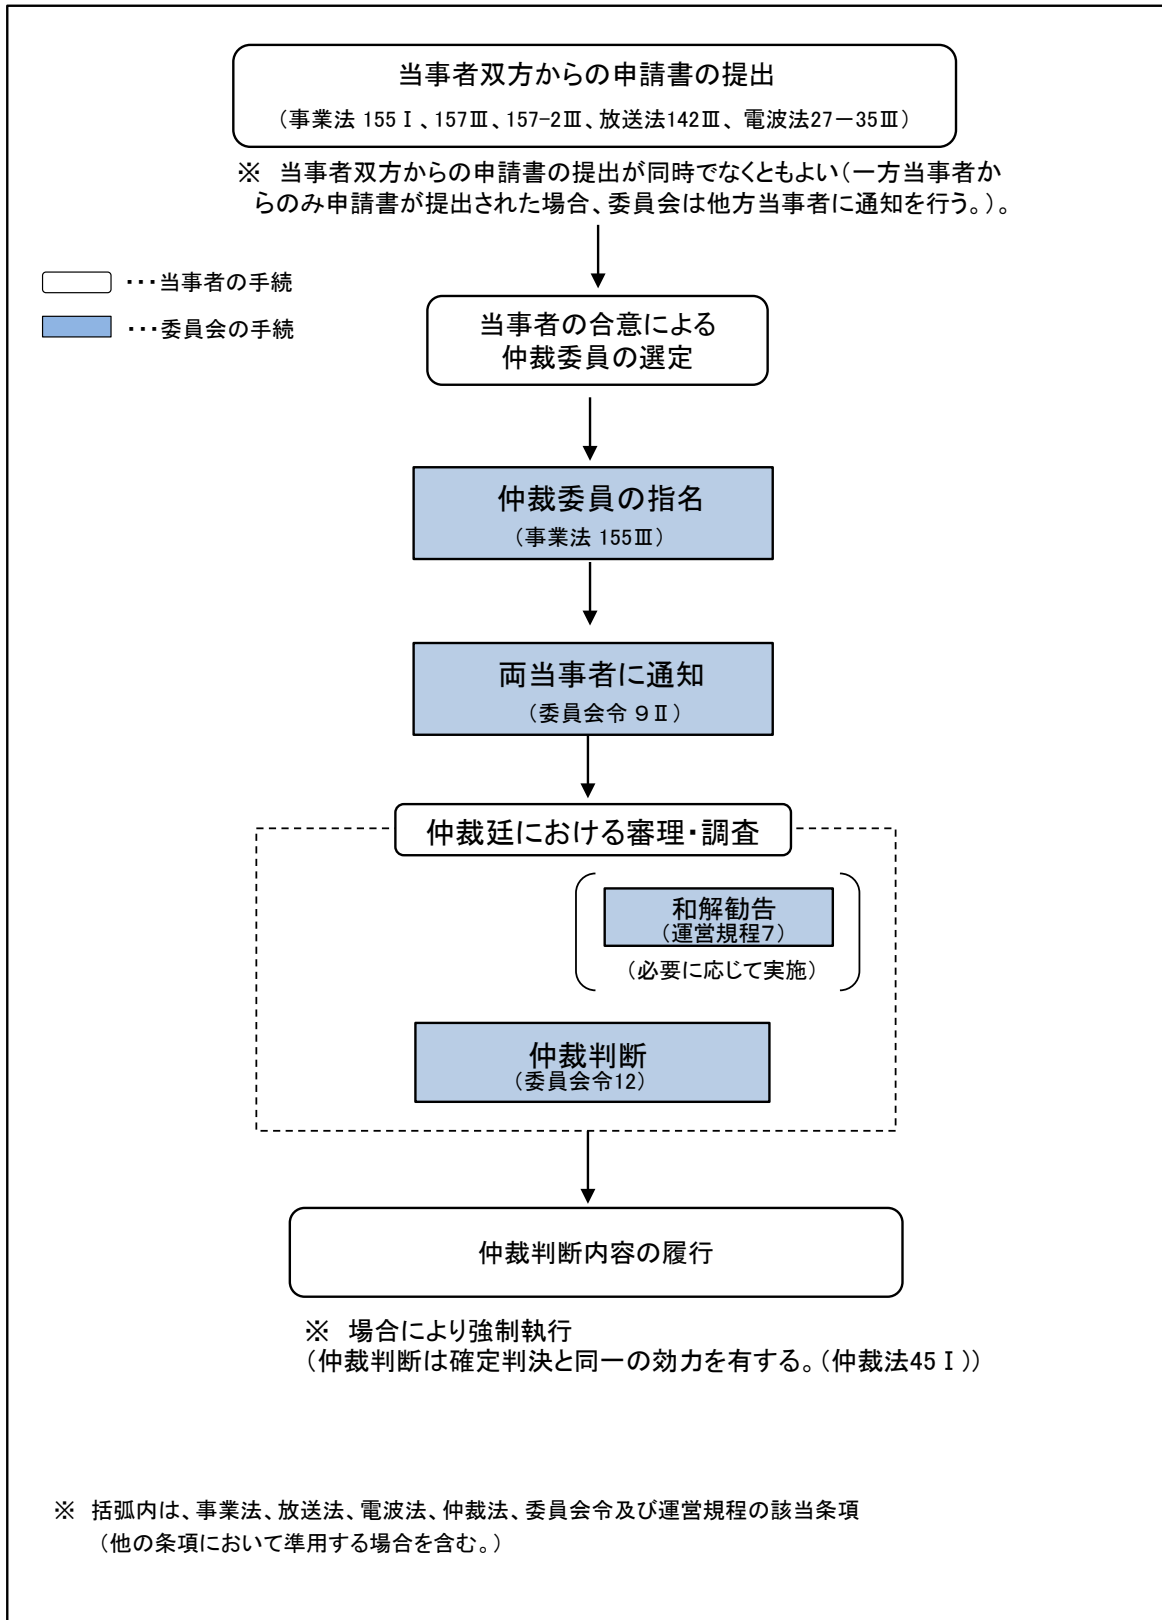 当事者双方からの申請書の提出
（事業法 155Ⅰ、157Ⅲ、157-2Ⅲ、放送法142Ⅲ、電波法27－35Ⅲ）
※　当事者双方からの申請書の提出が同時でなくともよい（一方当事者か
らのみ申請書が提出された場合、委員会は他方当事者に通知を行う。）。
・・・当事者の手続
・・・委員会の手続
当事者の合意による
仲裁委員の選定
仲裁委員の指名
（事業法 155Ⅲ）
両当事者に通知
（委員会令 9Ⅱ）
仲裁廷における審理・調査
和解勧告
（運営規程７）
（必要に応じて実施）
仲裁判断
（委員会令12）
仲裁判断内容の履行
※　場合により強制執行
（仲裁判断は確定判決と同一の効力を有する。（仲裁法45Ⅰ））
※　括弧内は、事業法、放送法、電波法、仲裁法、委員会令及び運営規程の該当条項
（他の条項において準用する場合を含む。）